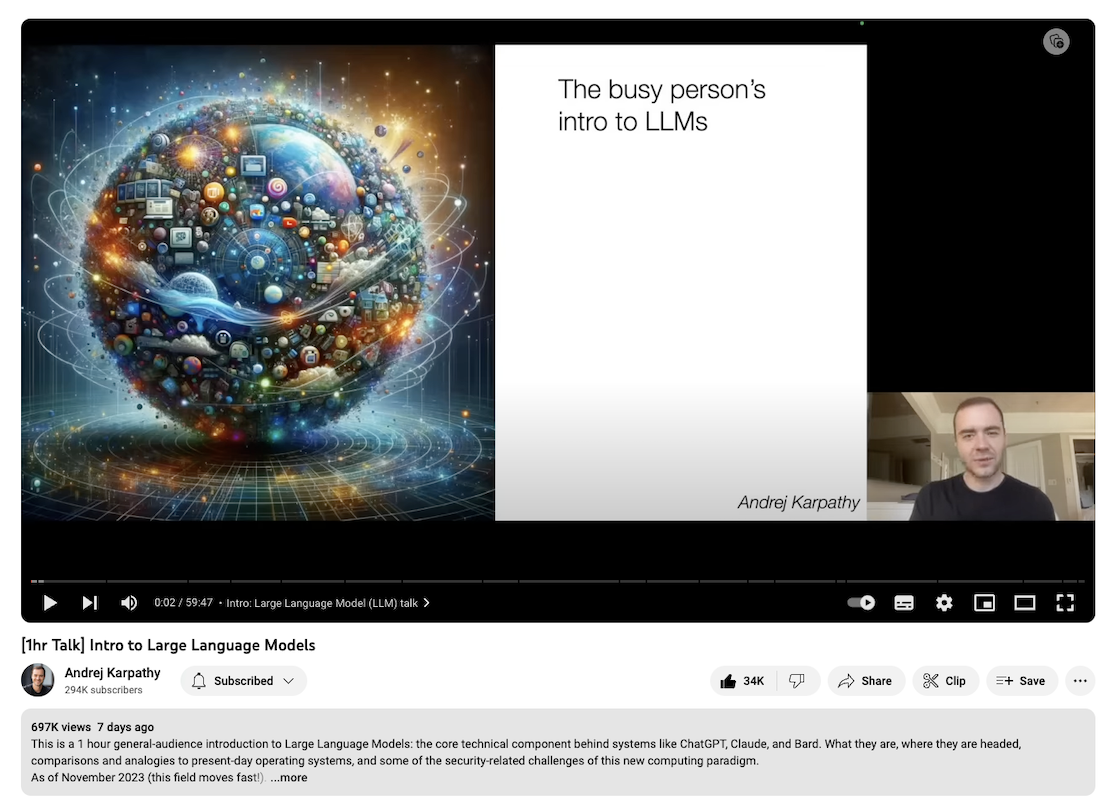 The busy person's
intro to LLMs
Andrej Karpathy
0:02 / 59:47 • Intro: Large Language Model (LLM) talk
[1hr Talk] Intro to Large Language Models
Andrej Karpathy
294K subscribers
Subscribed
34K
Share
Clip
Save
697K views 7 days ago
This is a 1 hour general-audience introduction to Large Language Models: the core technical component behind systems like ChatGPT, Claude, and Bard. What they are, where they are headed,
comparisons and analogies to present-day operating systems, and some of the security-related challenges of this new computing paradigm.
As of November 2023 (this field moves fast!). ...more